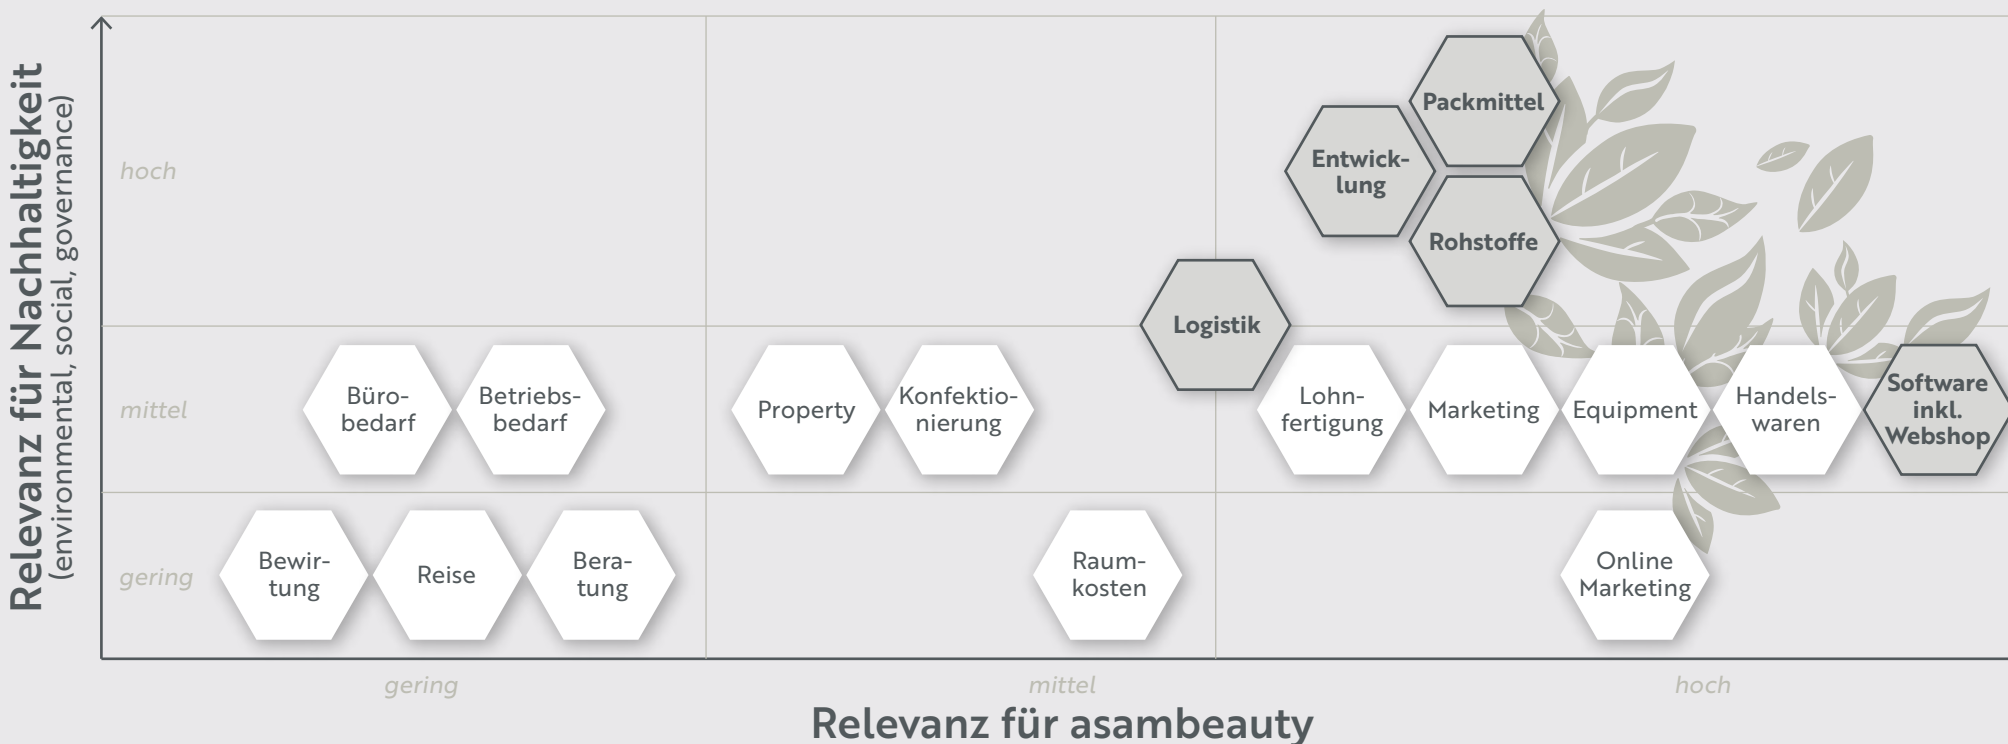 Relevanz für Nachhaltigkeit
(environmental, social, governance)
hoch
Packmittel
Entwick-
lung
Rohstoffe
Logistik
mittel
Büro-
bedarf
Betriebs-
bedarf
Property
Konfektio-
nierung
Lohn-
fertigung
Marketing
Equipment
Handels-
waren
Software
inkl.
Webshop
gering
Bewir-
tung
Reise
Bera-
tung
Raum-
kosten
Online
Marketing
gering
mittel
hoch
Relevanz für asambeauty